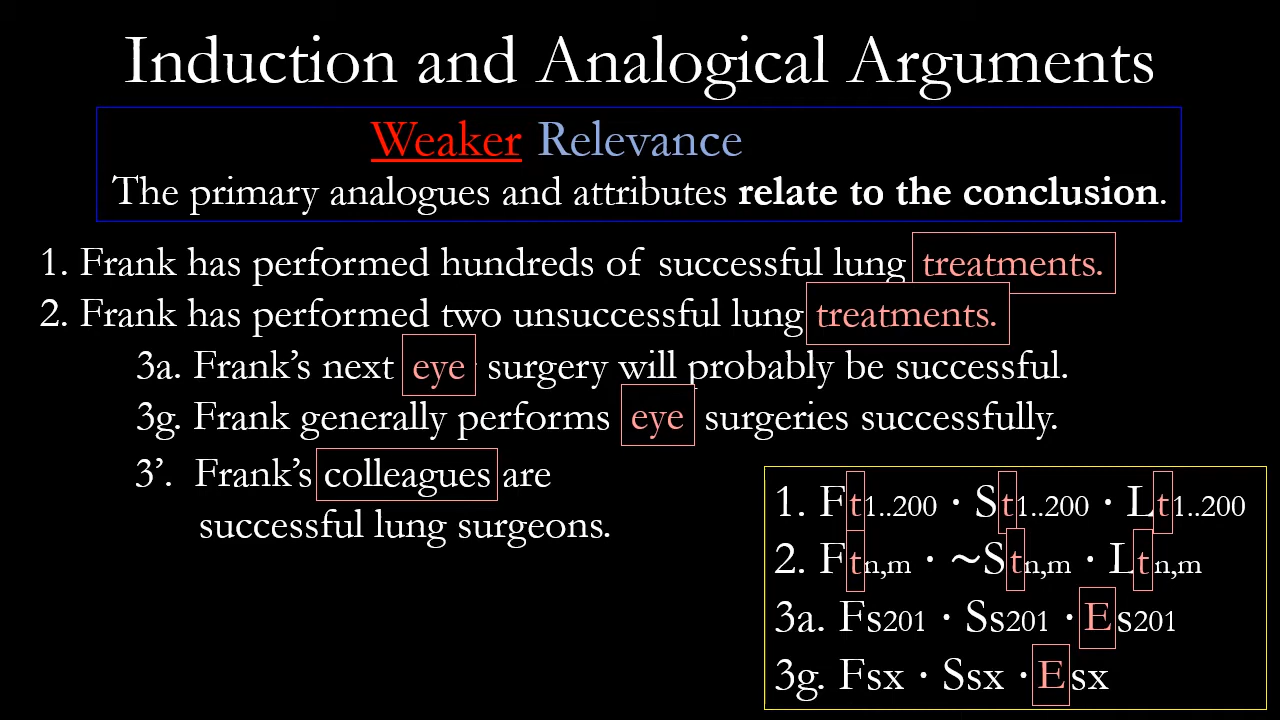 Induction and Analogical Arguments
Weaker Relevance
The primary analogues and attributes relate to the conclusion.
1. Frank has performed hundreds of successful lung treatments.
2. Frank has performed two unsuccessful lung treatments.
3a. Frank's next eye surgery will probably be successful.
3g. Frank generally performs eye surgeries successfully.
3’. Frank’s colleagues are
successful lung surgeons.
1. Ft1..200 · St1..200 · Lt1..200
2. Ftn,m · ~Stn,m · Ltn,m
3a. Fs201 · Ss201 · Es201
3g. Fsx · Ssx · Esx